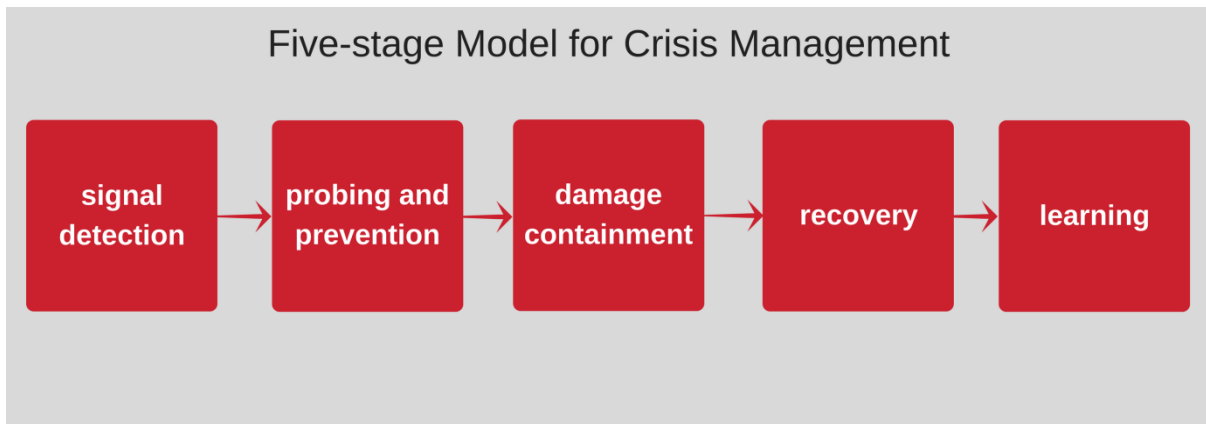 Five-stage Model for Crisis Management
signal
detection
probing and
prevention
damage
containment
recovery
learning